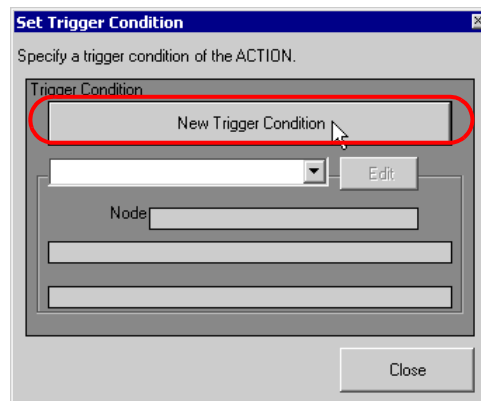 Set Trigger Condition
Specify a trigger condition of the ACTION.
Trigger Condition
New Trigger Condition
Edit
Node
Close